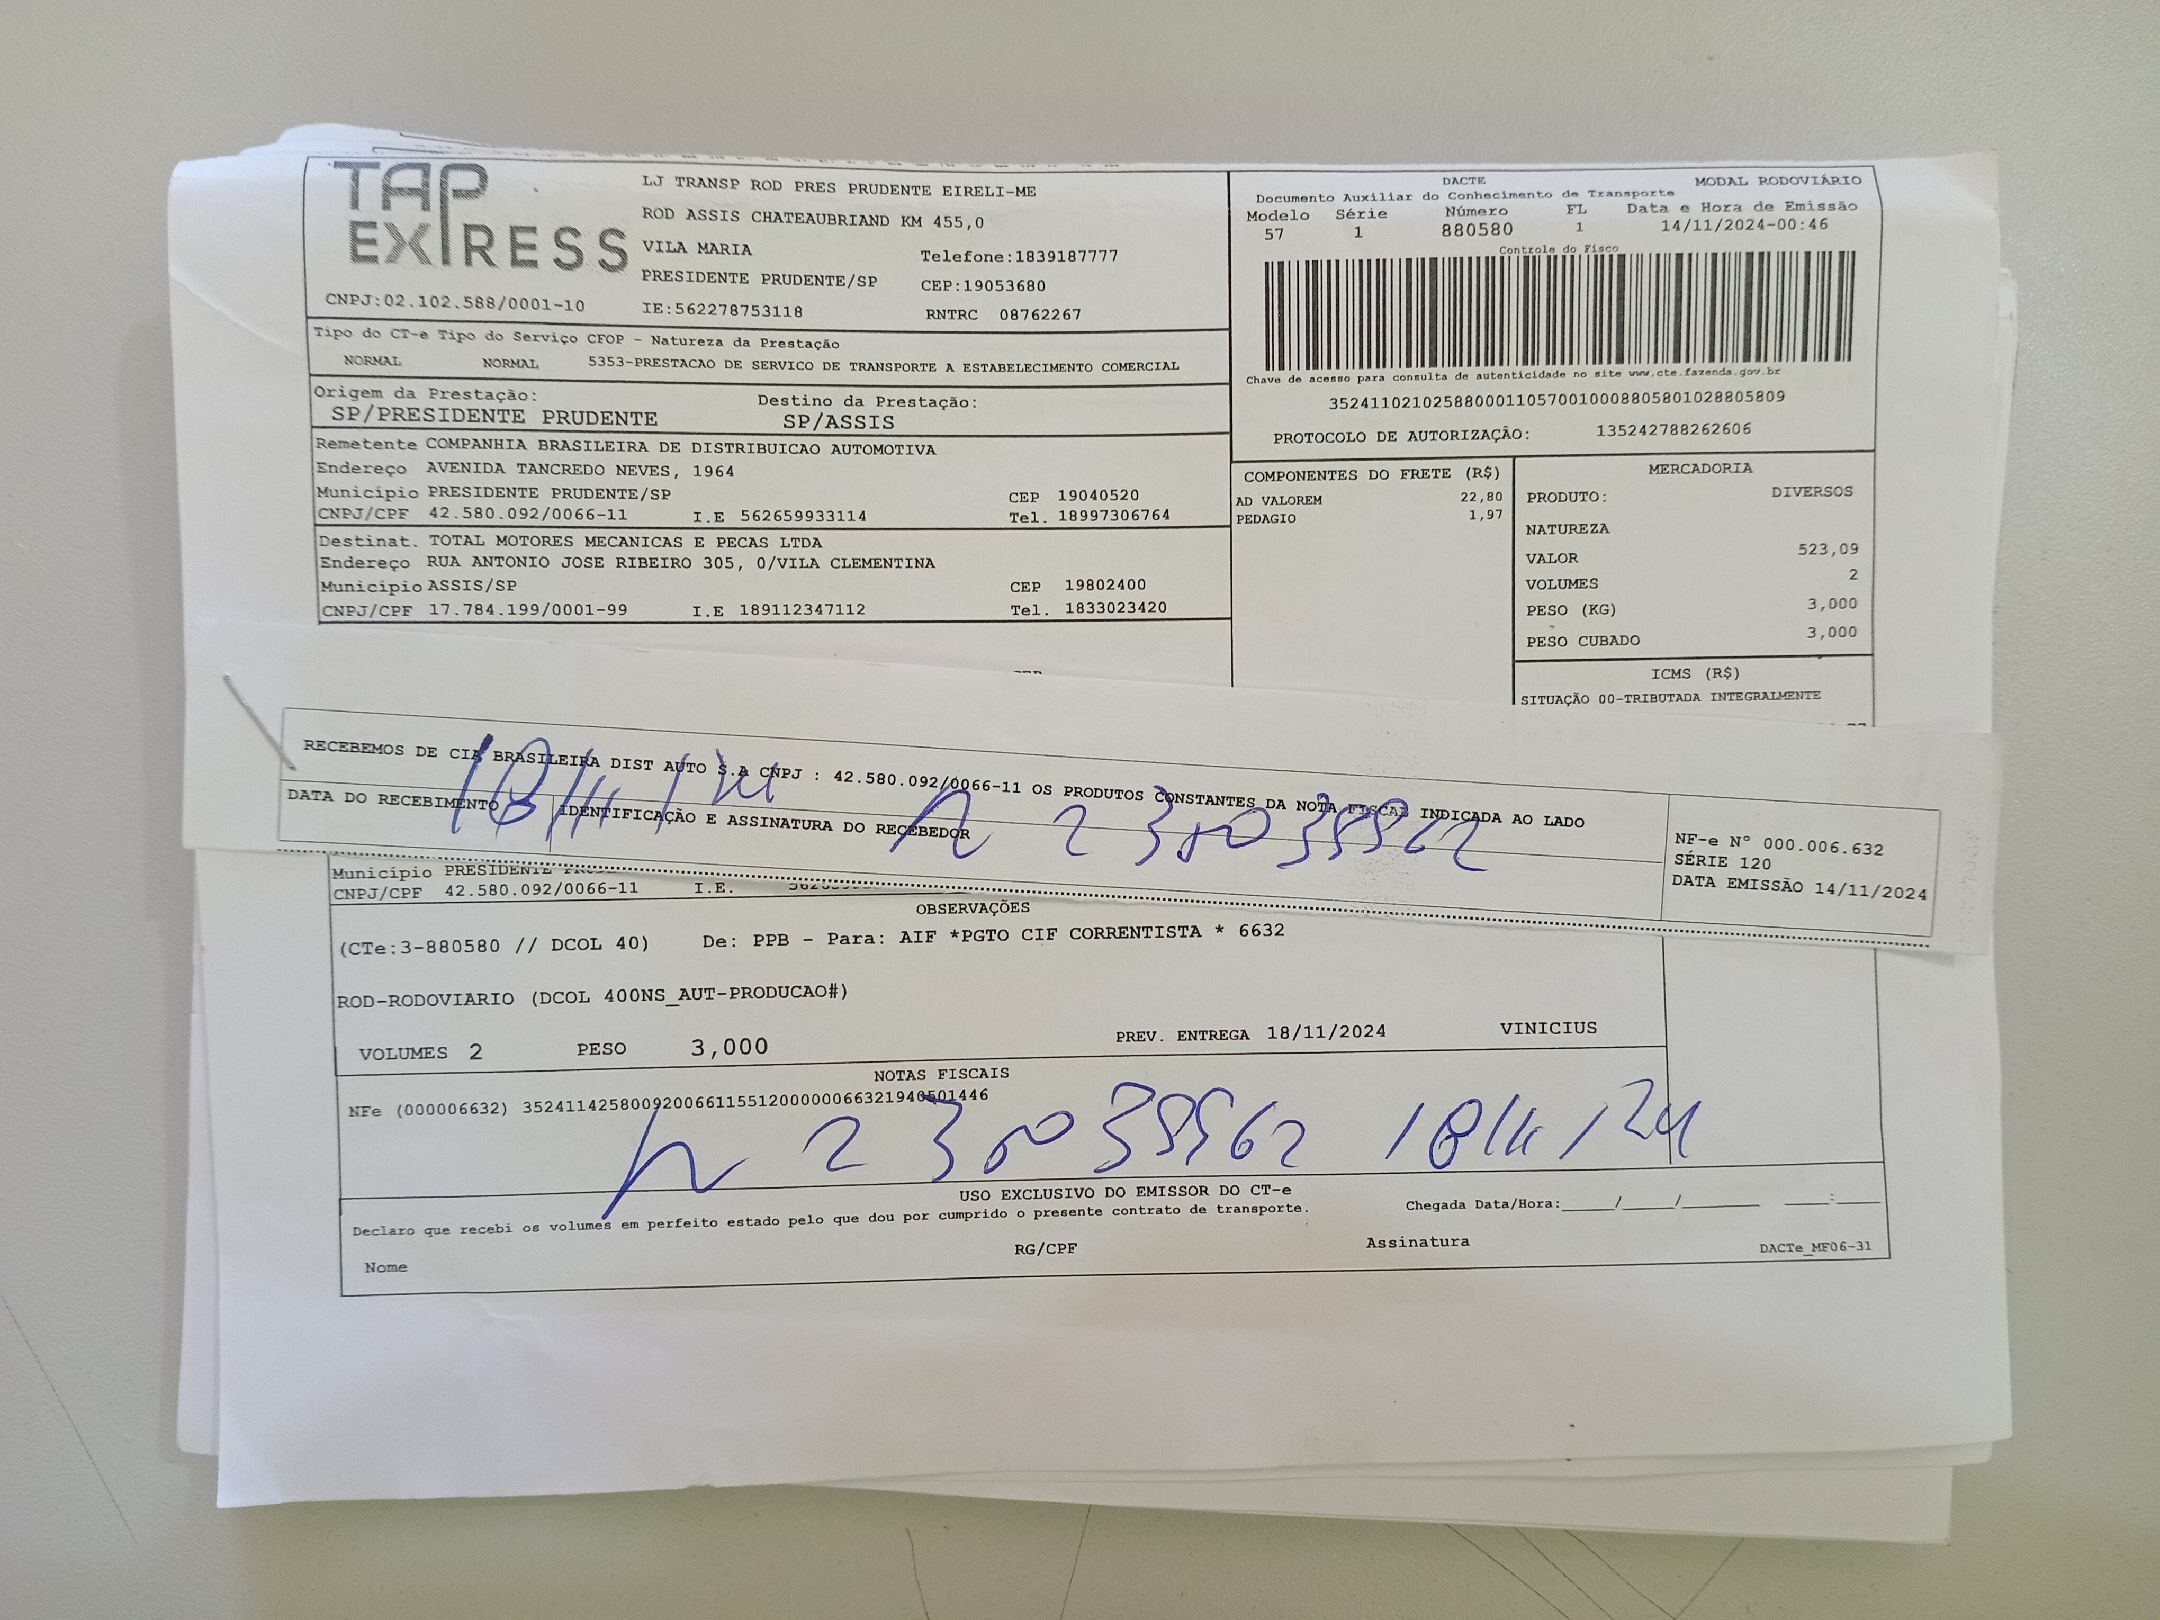 TAP EXPRESS
LJ TRANSP ROD PRES PRUDENTE EIRELI-ME
ROD ASSIS CHATEAUBRIAND KM 455,0
VILA MARIA Telefone:1839187777
PRESIDENTE PRUDENTE/SP CEP:19053680
CNPJ:02.102.588/0001-10 IE:562278753118 RNTRC 08762267
DACTE MODAL RODOVIÁRIO
Documento Auxiliar do Conhecimento de Transporte
Modelo Série Número FL Data e Hora de Emissão
57 1 880580 1 14/11/2024-00:46
Controle do Fisco
Chave de acesso para consulta de autenticidade no site www.cte.fazenda.gov.br
35241102102588000110570010008805801028805809
PROTOCOLO DE AUTORIZAÇÂO: 135242788262606
Tipo do CT-e Tipo do Serviço CFOP - Natureza da Prestação
NORMAL NORMAL 5353-PRESTACAO DE SERVICO DE TRANSPORTE A ESTABELECIMENTO COMERCIAL
Origem da Prestação: Destino da Prestação:
SP/PRESIDENTE PRUDENTE SP/ASSIS
Remetente COMPANHIA BRASILEIRA DE DISTRIBUICAO AUTOMOTIVA
Endereço AVENIDA TANCREDO NEVES, 1964
Município PRESIDENTE PRUDENTE/SP CEP 19040520
CNPJ/CPF 42.580.092/0066-11 I.E 562659933114 Tel. 18997306764
Destinat. TOTAL MOTORES MECANICAS E PECAS LTDA
Endereço RUA ANTONIO JOSE RIBEIRO 305, 0/VILA CLEMENTINA
Município ASSIS/SP CEP 19802400
CNPJ/CPF 17.784.199/0001-99 I.E 189112347112 Tel. 1833023420
COMPONENTES DO FRETE (R$)
AD VALOREM 22,80
PEDAGIO 1,97
MERCADORIA
PRODUTO: DIVERSOS
NATUREZA
VALOR 523,09
VOLUMES 2
PESO (KG) 3,000
PESO CUBADO 3,000
ICMS (R$)
SITUAÇÃO 00-TRIBUTADA INTEGRALMENTE
RECEBEMOS DE CIA BRASILEIRA DIST AUTO S.A CNPJ : 42.580.092/0066-11 OS PRODUTOS CONSTANTES DA NOTA FISCAL INDICADA AO LADO
DATA DO RECEBIMENTO IDENTIFICAÇÃO E ASSINATURA DO RECEBEDOR
18/11/24
NF-e Nº 000.006.632
SÉRIE 120
DATA EMISSÃO 14/11/2024
Município PRESIDENTE
CNPJ/CPF 42.580.092/0066-11 I.E.
OBSERVAÇÕES
(CTe:3-880580 // DCOL 40) De: PPB - Para: AIF *PGTO CIF CORRENTISTA * 6632
ROD-RODOVIARIO (DCOL 400NS_AUT-PRODUCAO#)
VOLUMES 2 PESO 3,000 PREV. ENTREGA 18/11/2024 VINICIUS
NOTAS FISCAIS
NFe (000006632) 35241142580092006611551200000066321940501446
18/11/24
USO EXCLUSIVO DO EMISSOR DO CT-e
Declaro que recebi os volumes em perfeito estado pelo que dou por cumprido o presente contrato de transporte. Chegada Data/Hora:_____/_____/_______ ____:____
Nome RG/CPF Assinatura DACTe_MF06-31